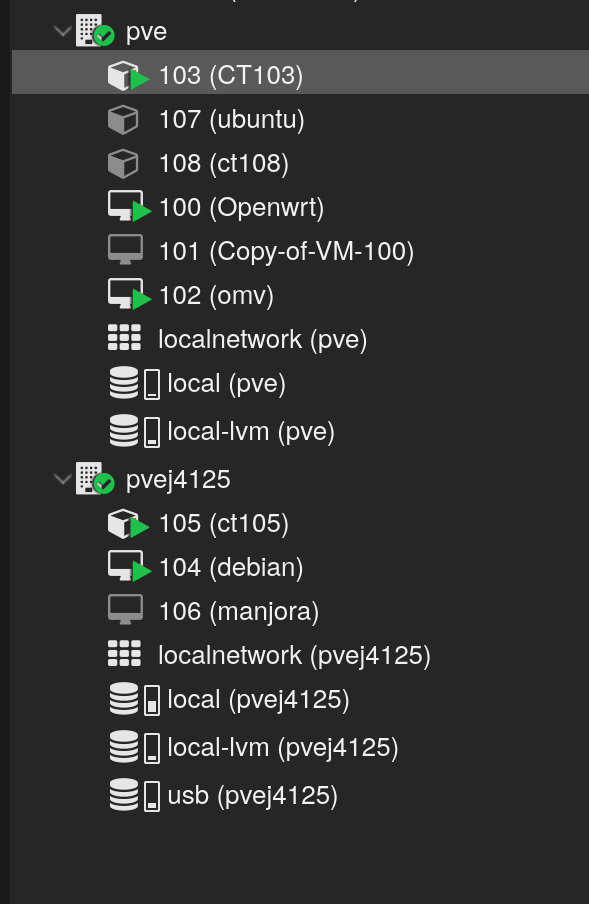 pve
103 (CT103)
107 (ubuntu)
108 (ct108)
100 (Openwrt)
101 (Copy-of-VM-100)
102 (omv)
localnetwork (pve)
local (pve)
local-lvm (pve)
pvej4125
105 (ct105)
104 (debian)
106 (manjora)
localnetwork (pvej4125)
local (pvej4125)
local-lvm (pvej4125)
usb (pvej4125)